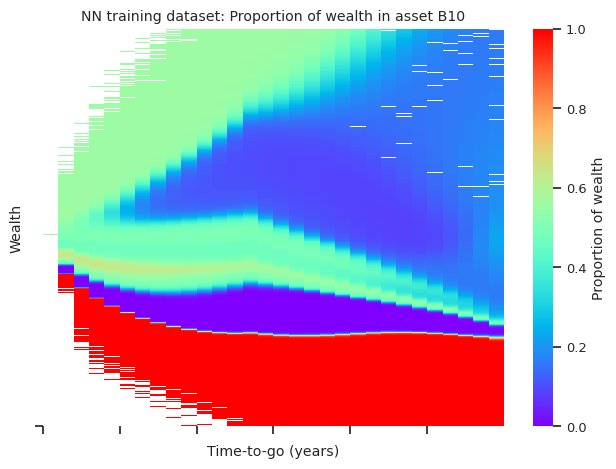 NN training dataset: Proportion of wealth in asset B10
Wealth
Time-to-go (years)
1.0
0.8
0.6
0.4
0.2
0.0
Proportion of wealth